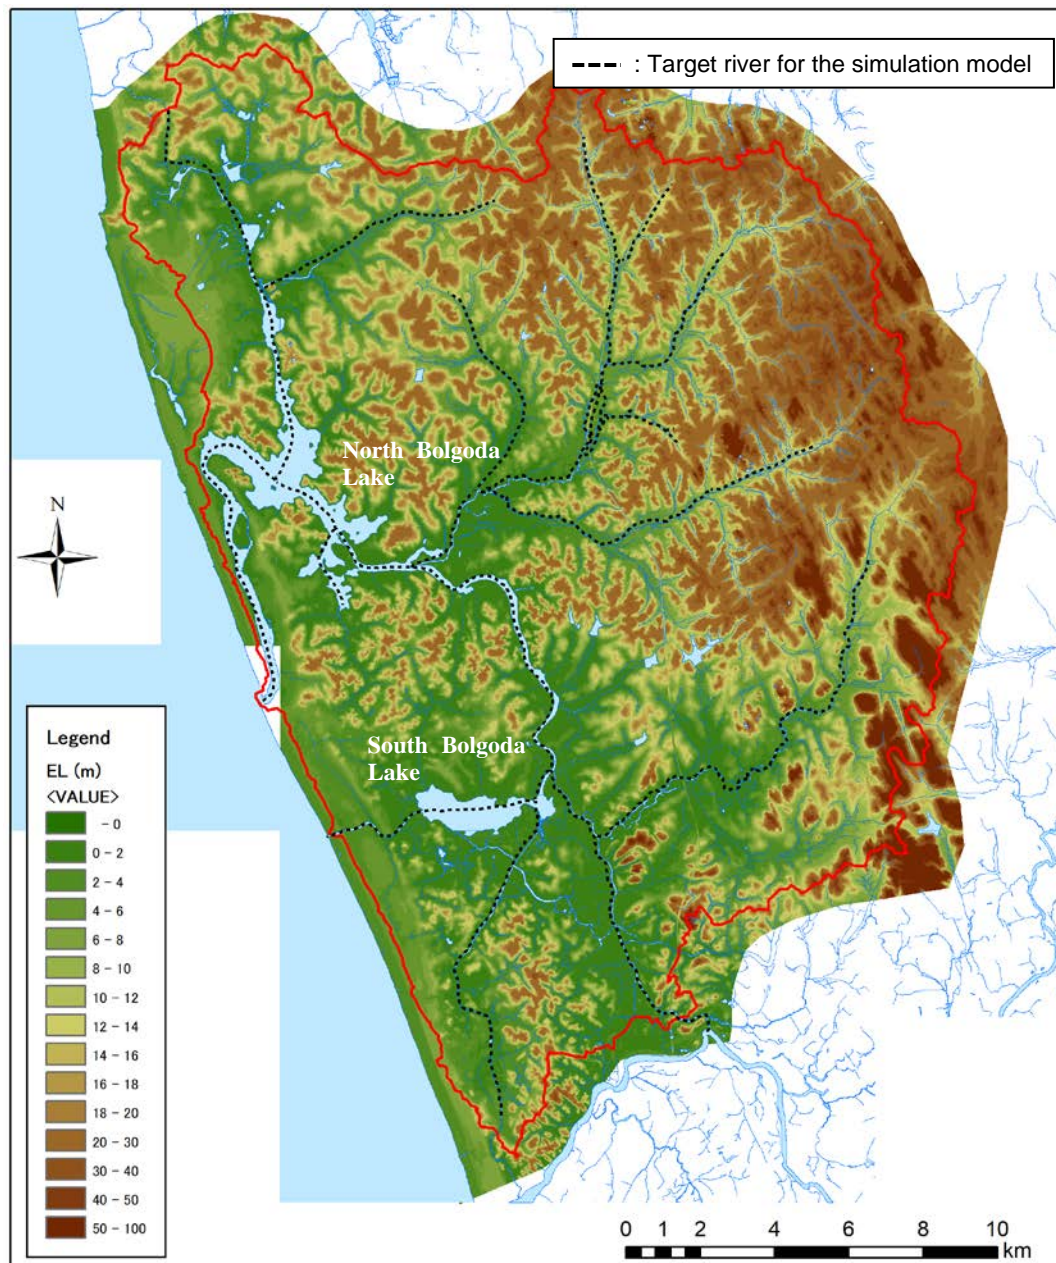 : Target river for the simulation model
North Bolgoda
Lake
N
South Bolgoda
Lake
Legend
EL (m)
<VALUE>
- 0
0 - 2
2 - 4
4 - 6
6 - 8
8 - 10
10 - 12
12 - 14
14 - 16
16 - 18
18 - 20
20 - 30
30 - 40
40 - 50
50 - 100
0 1 2 4 6 8 10
km